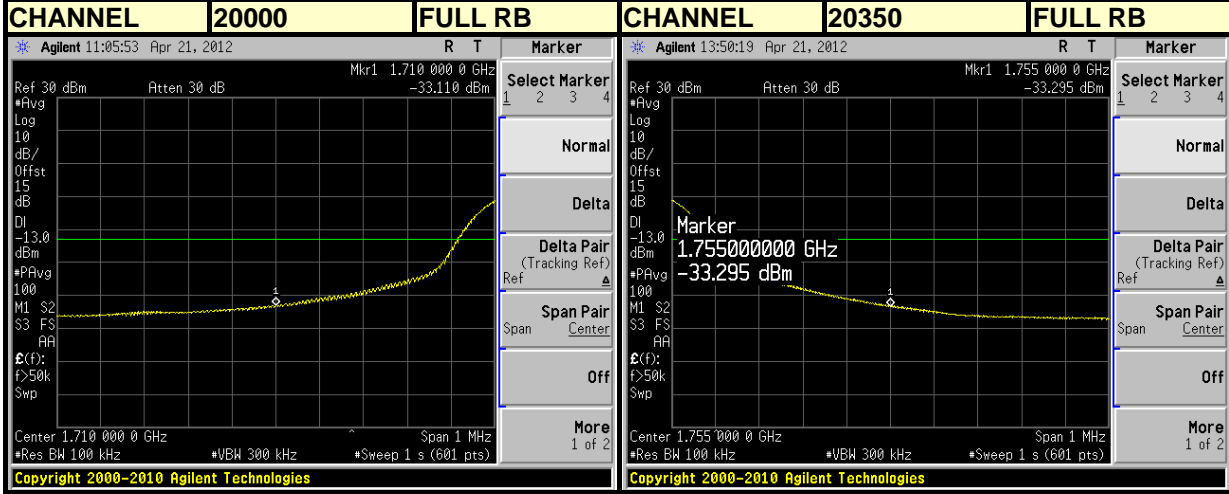 CHANNEL 20000 FULL RB CHANNEL 20350 FULL RB
Agilent 11:05:53 Apr 21, 2012 R T Marker
Mkr1 1.710 000 0 GHz
Ref 30 dBm Atten 30 dB -33.110 dBm
#Avg
Log
10
dB/
Offst
15
dB
DI
-13.0
dBm
#PAvg
100
M1 S2
S3 FS
AA
£(f):
f>50k
Swp
1
Center 1.710 000 0 GHz Span 1 MHz
#Res BW 100 kHz #VBW 300 kHz #Sweep 1 s (601 pts)
Select Marker
1 2 3 4
Normal
Delta
Delta Pair
(Tracking Ref)
Ref Δ
Span Pair
Span Center
Off
More
1 of 2
Copyright 2000-2010 Agilent Technologies
Agilent 13:50:19 Apr 21, 2012 R T Marker
Mkr1 1.755 000 0 GHz
Ref 30 dBm Atten 30 dB -33.295 dBm
#Avg
Log
10
dB/
Offst
15
dB
DI
-13.0
dBm
#PAvg
100
M1 S2
S3 FS
AA
£(f):
f>50k
Swp
Marker
1.755000000 GHz
-33.295 dBm
1
Center 1.755 000 0 GHz Span 1 MHz
#Res BW 100 kHz #VBW 300 kHz #Sweep 1 s (601 pts)
Select Marker
1 2 3 4
Normal
Delta
Delta Pair
(Tracking Ref)
Ref Δ
Span Pair
Span Center
Off
More
1 of 2
Copyright 2000-2010 Agilent Technologies